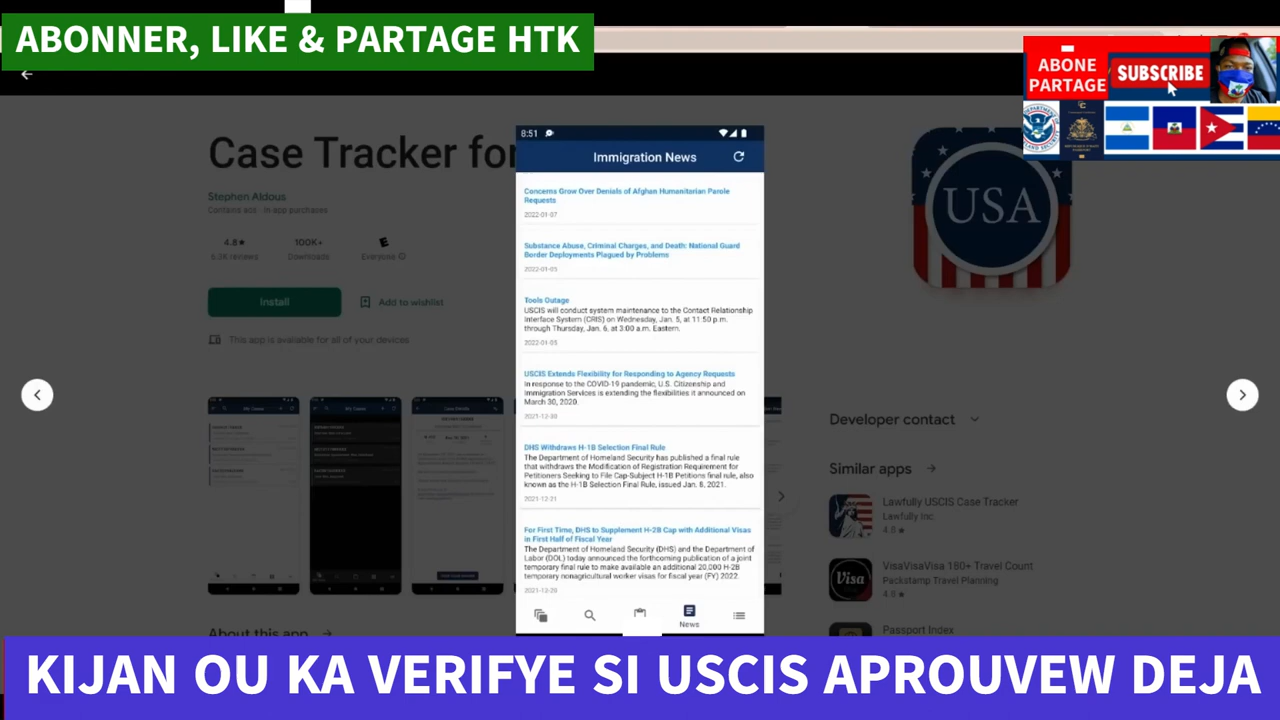 ABONNER, LIKE & PARTAGE HTK
ABONE
PARTAGE
SUBSCRIBE
Case Tracker for
Stephen Aldous
Contains ads · In app purchases
4.8★
100K+
Downloads
Everyone
Install
Add to wishlist
This app is available for all of your devices
8:51
Immigration News
Concerns Grow Over Denials of Afghan Humanitarian Parole
Requests
2022-01-07
Substance Abuse, Criminal Charges, and Death: National Guard
Border Deployments Plagued by Problems
2022-01-05
Tools Outage
USCIS will conduct system maintenance to the Contact Relationship
Interface System (CRIS) on Wednesday, Jan. 5, at 11:50 p.m.
through Thursday, Jan. 6, at 3:00 a.m. Eastern.
2022-01-05
USCIS Extends Flexibility for Responding to Agency Requests
In response to the COVID-19 pandemic, U.S. Citizenship and
Immigration Services is extending the flexibilities it announced on
March 30, 2020.
2021-12-30
DHS Withdraws H-1B Selection Final Rule
The Department of Homeland Security has published a final rule
that withdraws the Modification of Registration Requirement for
Petitioners Seeking to File Cap-Subject H-1B Petitions final rule, also
known as the H-1B Selection Final Rule, issued Jan. 8, 2021.
2021-12-21
For First Time, DHS to Supplement H-2B Cap with Additional Visas
in First Half of Fiscal Year
The Department of Homeland Security (DHS) and the Department of
Labor (DOL) today announced the forthcoming publication of a joint
temporary final rule to make available an additional 20,000 H-2B
temporary nonagricultural worker visas for fiscal year (FY) 2022.
2021-12-20
News
USA
Developer contact
Similar apps
Lawfully USCIS Case Tracker
Lawfully Inc.
4.8★
Visa
VisaVisaVisa 180+ Travel Count
Packstamp Travel Planning
4.8★
Passport Index
About this app
KIJAN OU KA VERIFYE SI USCIS APROUVEW DEJA